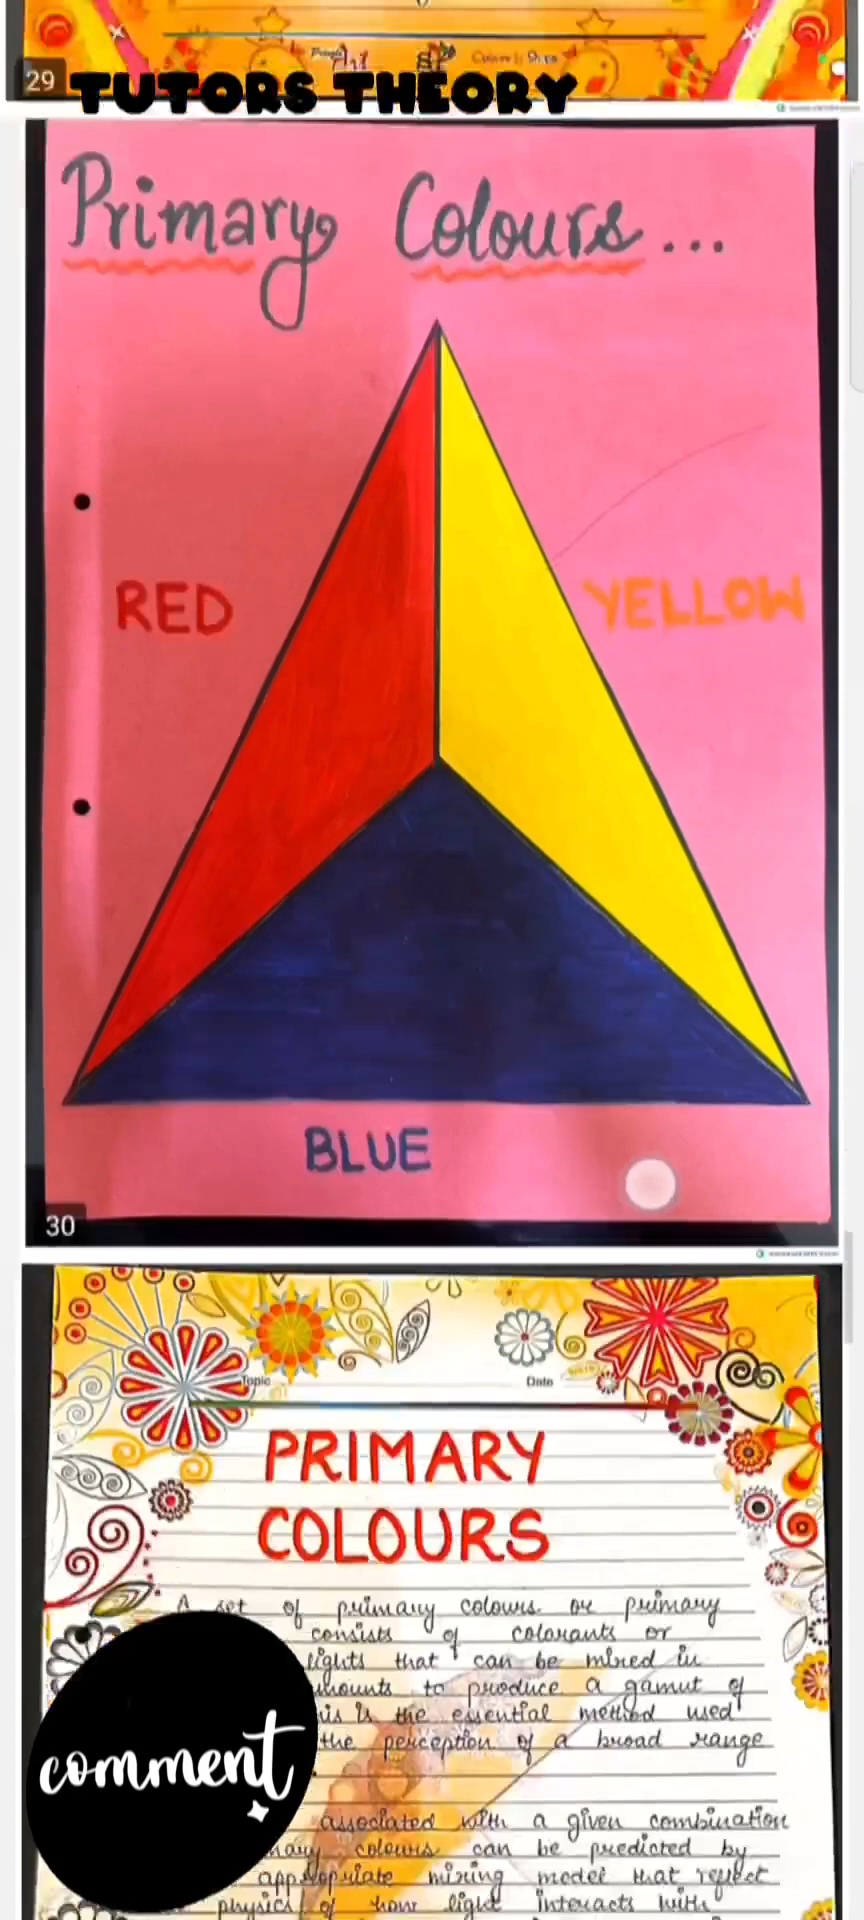 29
TUTORS THEORY
Primary Colours...
RED
YELLOW
BLUE
30
Topic
Date
PRIMARY
COLOURS
A set of primary colours or primary
consists of colorants or
lights that can be mixed in
amounts to produce a gamut of
is the essential method used
the perception of a broad range
comment
associated with a given combination
colours can be predicted by
appropriate mixing model that reflect
physics of how light interacts with